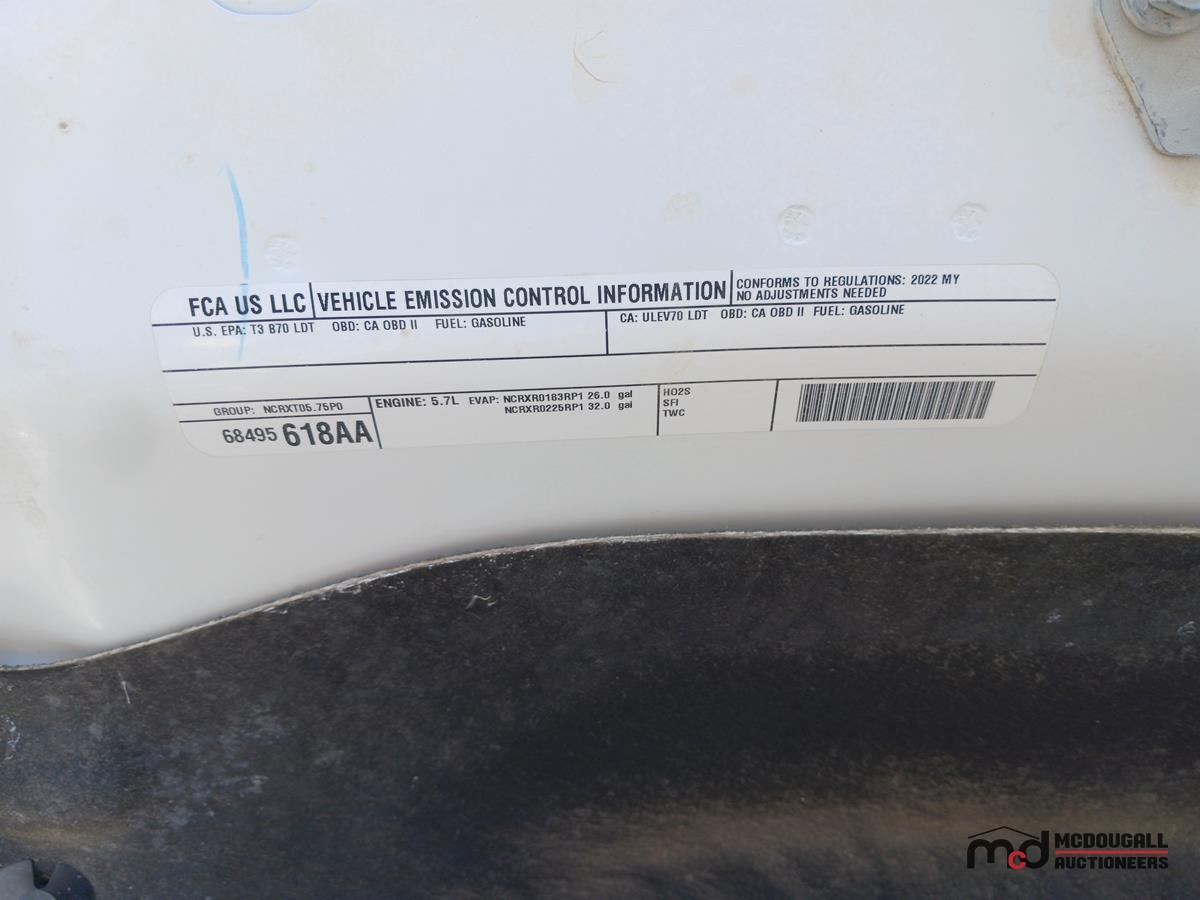 FCA US LLC VEHICLE EMISSION CONTROL INFORMATION
CONFORMS TO REGULATIONS: 2022 MY
NO ADJUSTMENTS NEEDED
U.S. EPA: T3 B70 LDT OBD: CA OBD II FUEL: GASOLINE
CA: ULEV70 LDT OBD: CA OBD II FUEL: GASOLINE
GROUP: NCRXT05.75P0
68495 618AA
ENGINE: 5.7L EVAP: NCRXR0183RP1 26.0 gal
NCRXR0225RP1 32.0 gal
HO2S
SFI
TWC
mcd MCDOUGALL
AUCTIONEERS